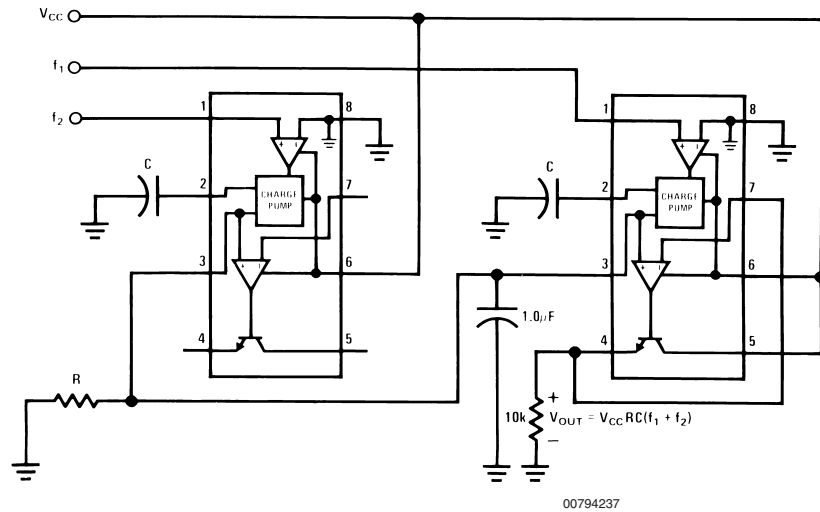 VCC
f1
f2
1
8
+
−
C
2
CHARGE
PUMP
7
3
+
−
6
4
5
R
1
8
+
−
C
2
CHARGE
PUMP
7
3
+
−
6
1.0μF
4
5
10k
+
VOUT = VCC RC(f1 + f2)
−
00794237